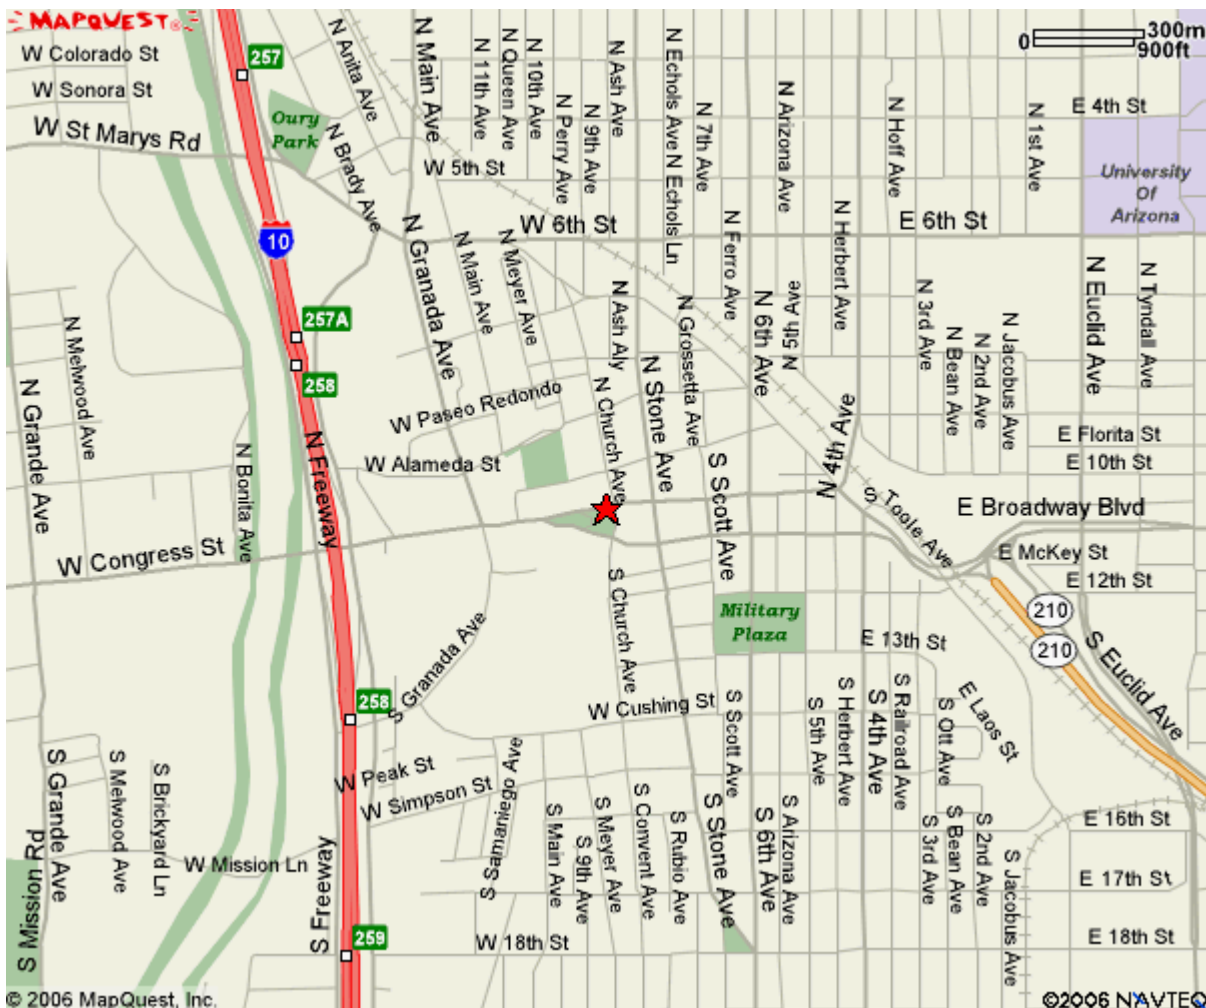 MAPQUEST®
300m
0
900ft
W Colorado St
257
W Sonora St
W St Marys Rd
Oury
Park
N Anita Ave
N Brady Ave
N Main Ave
N 11th Ave
N Queen Ave
N 10th Ave
N Perry Ave
N 9th Ave
N Ash Ave
N Echols Ave
N Echols Ln
N 7th Ave
N Arizona Ave
N Hoff Ave
N 1st Ave
E 4th St
University
Of
Arizona
W 5th St
W 6th St
E 6th St
10
N Granada Ave
N Main Ave
N Meyer Ave
N Ash Aly
N Ferro Ave
N Herbert Ave
N Grossetta Ave
N 6th Ave
N 5th Ave
N 3rd Ave
N Bean Ave
N 2nd Ave
N Jacobus Ave
N Euclid Ave
N Tyndall Ave
257A
258
N Melwood Ave
N Grande Ave
N Bonita Ave
N Freeway
W Paseo Redondo
W Alameda St
N Church Ave
N Stone Ave
S Scott Ave
N 4th Ave
E Florita St
E 10th St
E Broadway Blvd
S Toole Ave
W Congress St
E McKey St
E 12th St
Military
Plaza
210
210
E 13th St
S Church Ave
S Granada Ave
258
W Cushing St
S Euclid Ave
E Laos St
S Scott Ave
S 5th Ave
S Herbert Ave
S 4th Ave
S Railroad Ave
S Ott Ave
W Peak St
W Simpson St
S Grande Ave
S Melwood Ave
S Brickyard Ln
S Mission Rd
W Mission Ln
S Freeway
S Samaniego Ave
S Main Ave
S 9th Ave
S Meyer Ave
S Convent Ave
S Rubio Ave
S Stone Ave
S 6th Ave
S Arizona Ave
S 3rd Ave
S Bean Ave
S 2nd Ave
S Jacobus Ave
E 16th St
E 17th St
259
W 18th St
E 18th St
© 2006 MapQuest, Inc.
©2006 NAVTEQ